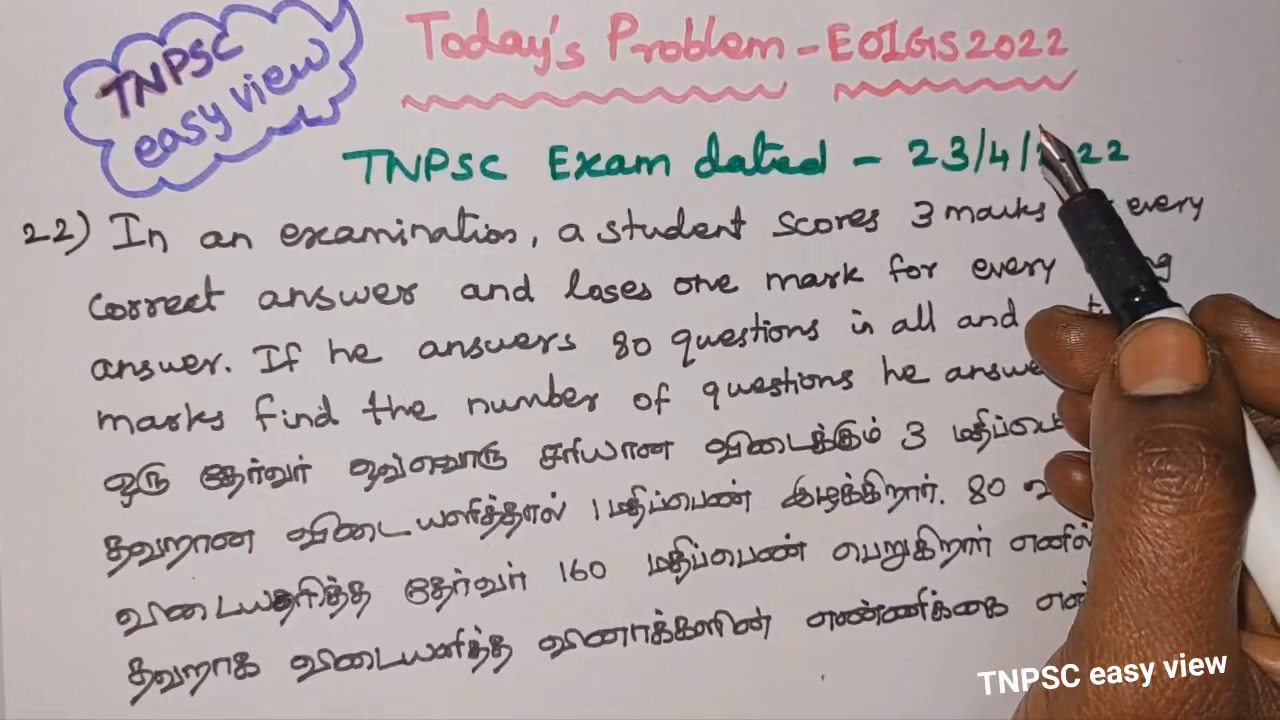 TNPSC
easy view
Today's Problem - EO1GS2022
TNPSC Exam dated - 23/4/2022
22) In an examination, a student scores 3 marks every
correct answer and loses one mark for every
answer. If he answers 80 questions in all and
marks find the number of questions he
ஒரு தேர்வர் ஒவ்வொரு சரியான விடைக்கும் 3
தவறான விடையளித்தால் 1 மதிப்பெண் இழக்கிறார். 80
விடையளித்த தேர்வர் 160 மதிப்பெண் பெறுகிறார் எனில்
தவறாக விடையளித்த வினாக்களின் எண்ணிக்கை
TNPSC easy view